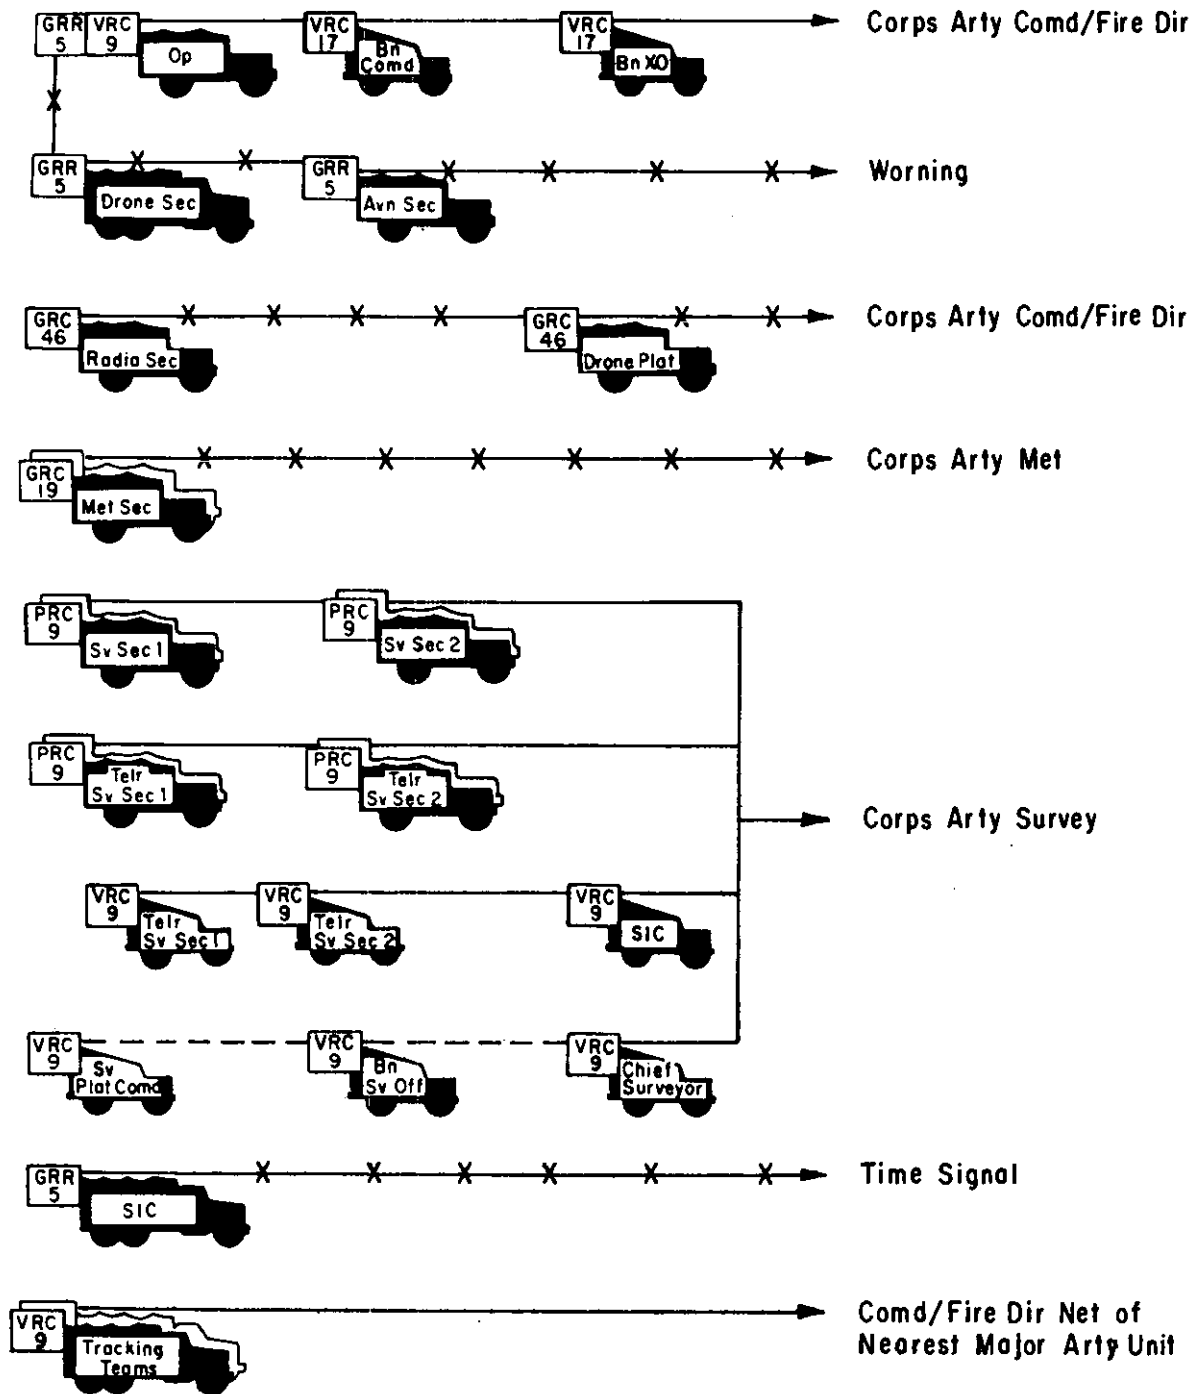 GRR 5
VRC 9
Op
VRC 17
Bn Comd
VRC 17
Bn XO
Corps Arty Comd/Fire Dir
GRR 5
Drone Sec
GRR 5
Avn Sec
Worning
GRC 46
Radio Sec
GRC 46
Drone Plat
Corps Arty Comd/Fire Dir
GRC 19
Met Sec
Corps Arty Met
PRC 9
Sv Sec 1
PRC 9
Sv Sec 2
PRC 9
Telr
Sv Sec 1
PRC 9
Telr
Sv Sec 2
Corps Arty Survey
VRC 9
Telr
Sv Sec 1
VRC 9
Telr
Sv Sec 2
VRC 9
SIC
VRC 9
Sv
Plat Comd
VRC 9
Bn
Sv Off
VRC 9
Chief
Surveyor
GRR 5
SIC
Time Signal
VRC 9
Tracking
Teams
Comd/Fire Dir Net of
Nearest Major Arty Unit